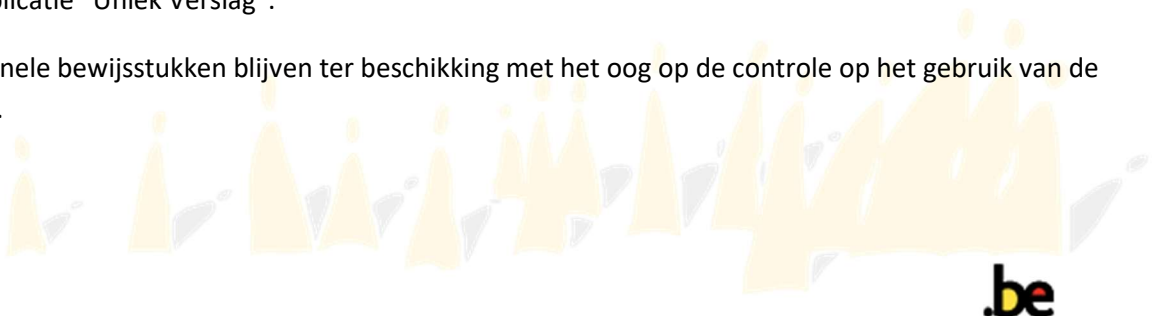 plicatie "Uniek Verslag".
nele bewijsstukken blijven ter beschikking met het oog op de controle op het gebruik van de
.
.be